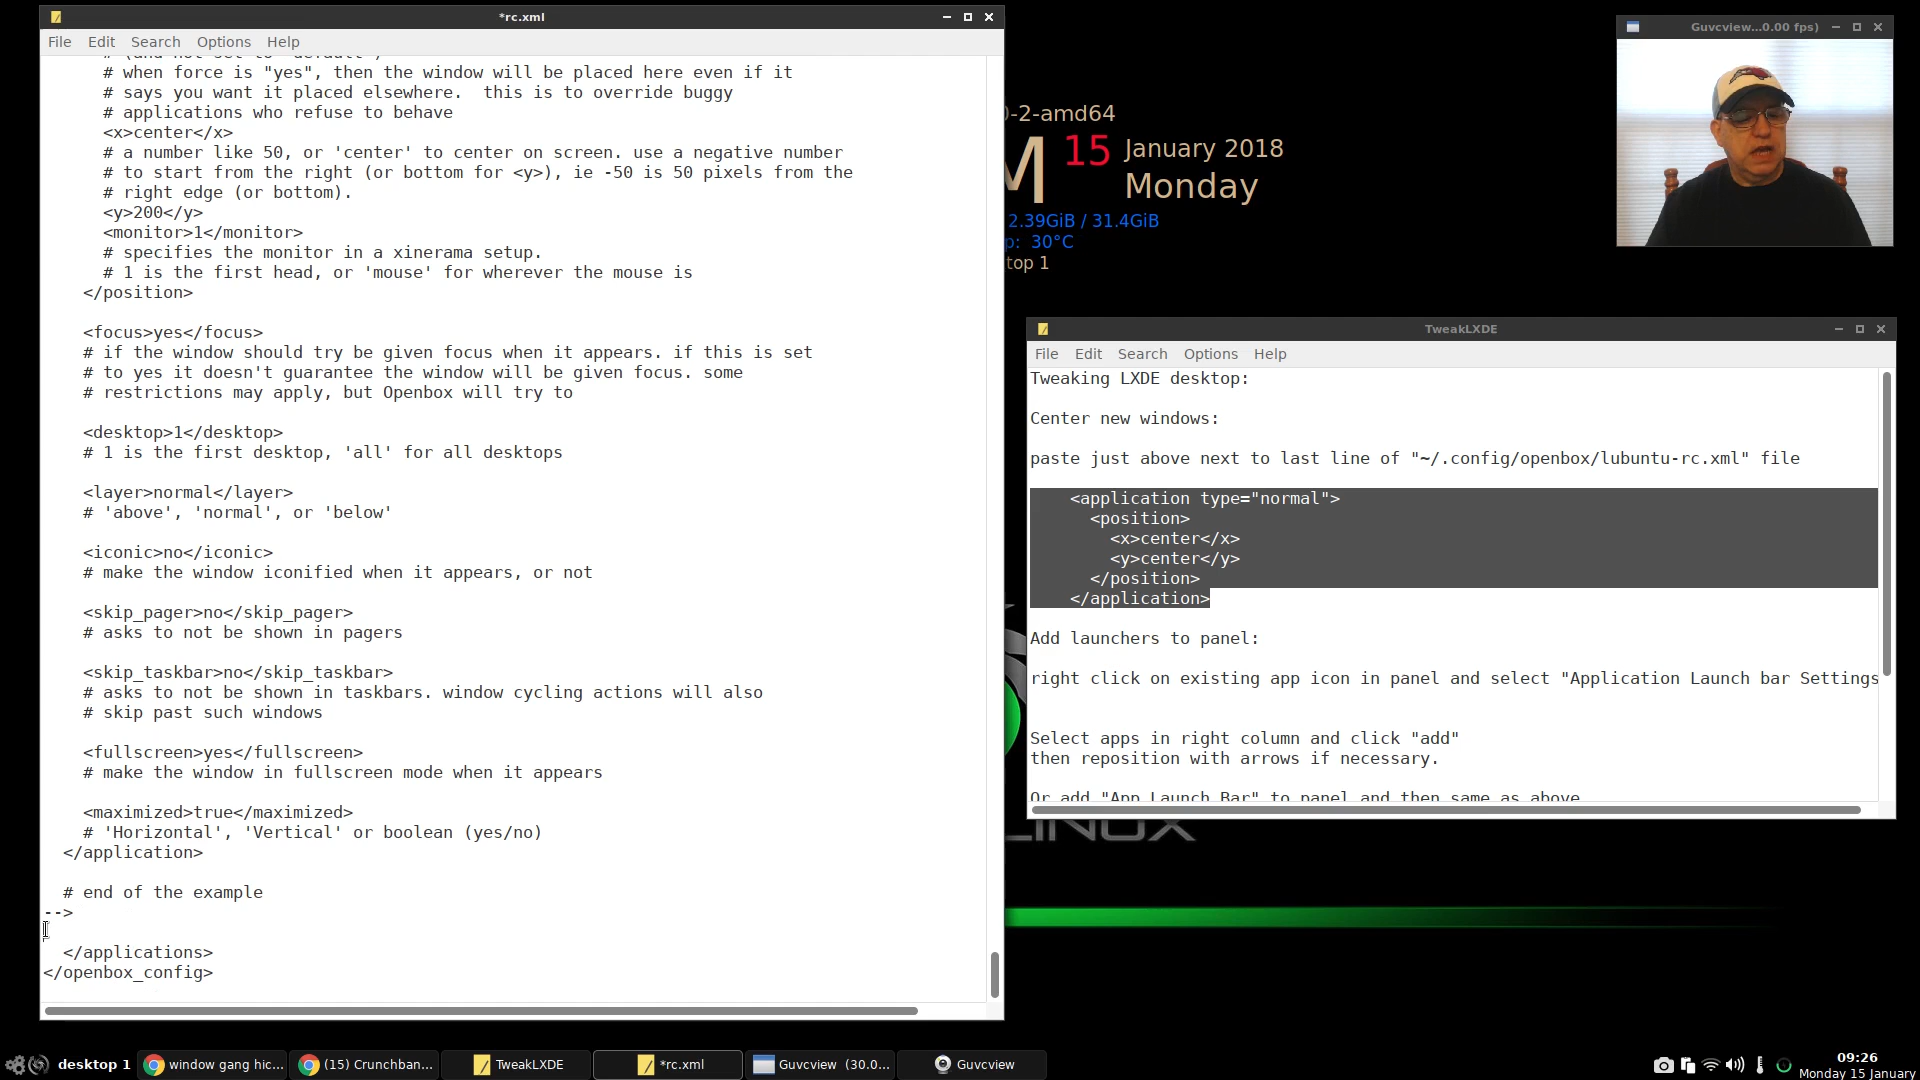 *rc.xml
File Edit Search Options Help
# when force is "yes", then the window will be placed here even if it
# says you want it placed elsewhere.  this is to override buggy
# applications who refuse to behave
<x>center</x>
# a number like 50, or 'center' to center on screen. use a negative number
# to start from the right (or bottom for <y>), ie -50 is 50 pixels from the
# right edge (or bottom).
<y>200</y>
<monitor>1</monitor>
# specifies the monitor in a xinerama setup.
# 1 is the first head, or 'mouse' for wherever the mouse is
</position>
<focus>yes</focus>
# if the window should try be given focus when it appears. if this is set
# to yes it doesn't guarantee the window will be given focus. some
# restrictions may apply, but Openbox will try to
<desktop>1</desktop>
# 1 is the first desktop, 'all' for all desktops
<layer>normal</layer>
# 'above', 'normal', or 'below'
<iconic>no</iconic>
# make the window iconified when it appears, or not
<skip_pager>no</skip_pager>
# asks to not be shown in pagers
<skip_taskbar>no</skip_taskbar>
# asks to not be shown in taskbars. window cycling actions will also
# skip past such windows
<fullscreen>yes</fullscreen>
# make the window in fullscreen mode when it appears
<maximized>true</maximized>
# 'Horizontal', 'Vertical' or boolean (yes/no)
</application>
# end of the example
-->
</applications>
</openbox_config>
-2-amd64
M 15 January 2018
Monday
2.39GiB / 31.4GiB
p: 30°C
top 1
Guvcview...0.00 fps)
TweakLXDE
File Edit Search Options Help
Tweaking LXDE desktop:
Center new windows:
paste just above next to last line of "~/.config/openbox/lubuntu-rc.xml" file
<application type="normal">
<position>
<x>center</x>
<y>center</y>
</position>
</application>
Add launchers to panel:
right click on existing app icon in panel and select "Application Launch bar Settings
Select apps in right column and click "add"
then reposition with arrows if necessary.
Or add "App Launch Bar" to panel and then same as above
LINUX
desktop 1 window gang hic... (15) Crunchban... TweakLXDE *rc.xml Guvcview (30.0... Guvcview
09:26
Monday 15 January